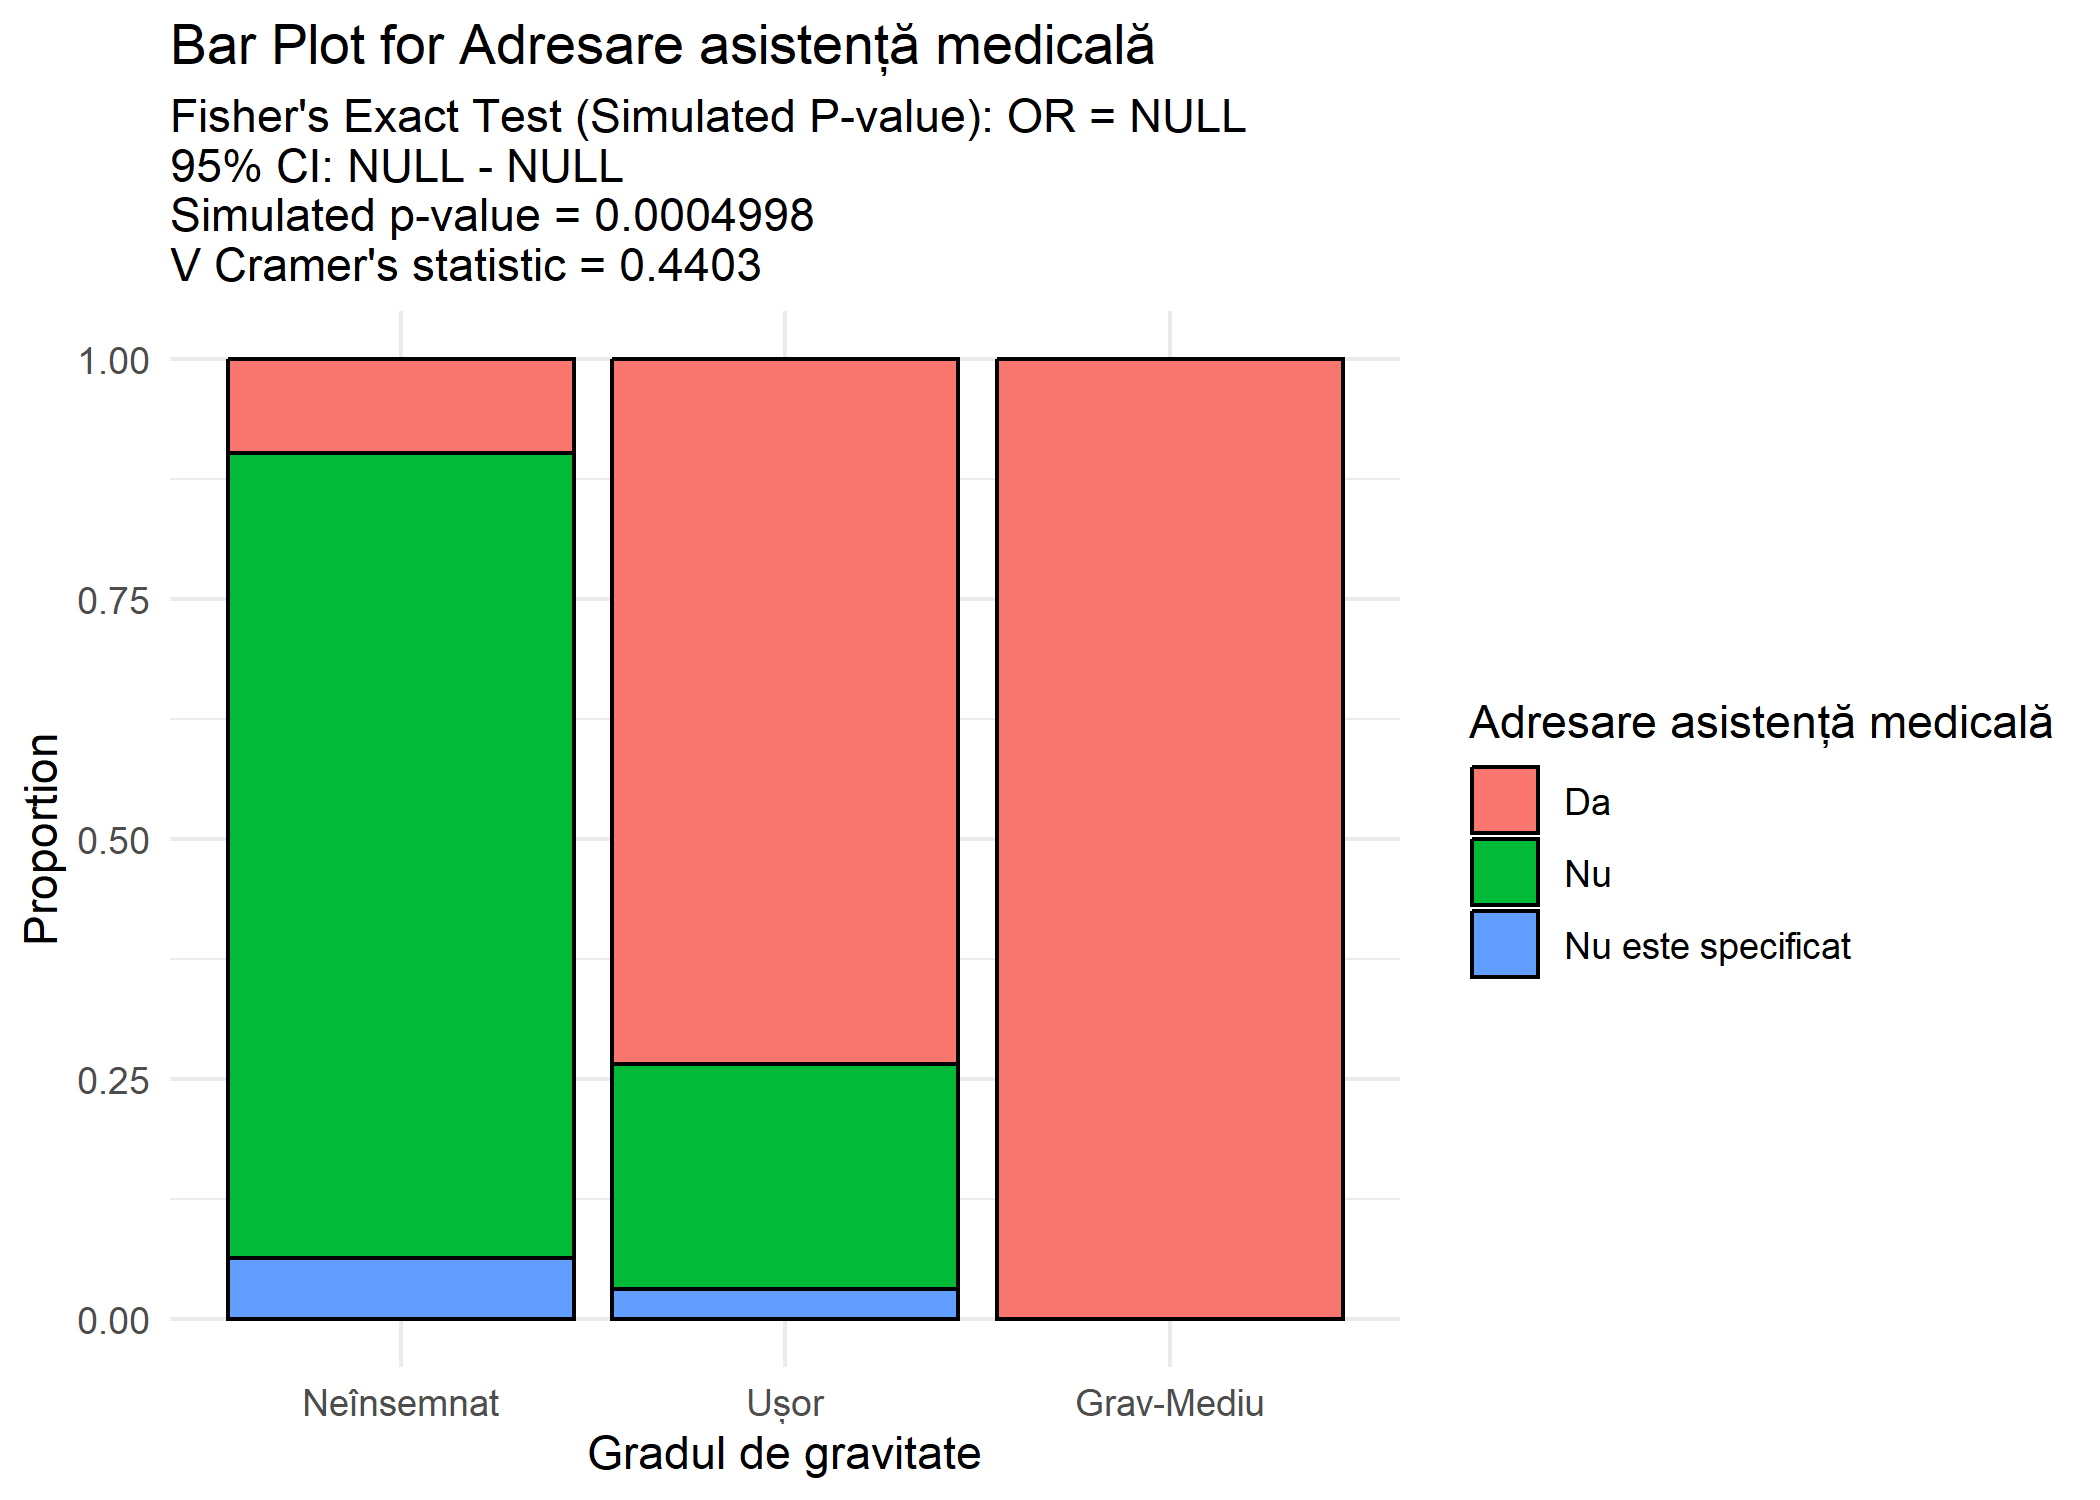 Bar Plot for Adresare asistență medicală
Fisher's Exact Test (Simulated P-value): OR = NULL
95% CI: NULL - NULL
Simulated p-value = 0.0004998
V Cramer's statistic = 0.4403
1.00
0.75
0.50
0.25
0.00
Proportion
Neînsemnat
Ușor
Grav-Mediu
Gradul de gravitate
Adresare asistență medicală
Da
Nu
Nu este specificat